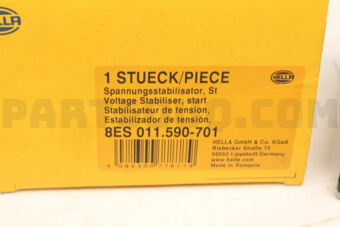 HELLA
HELLA
1 STUECK/PIECE
Spannungsstabilisator, St
Voltage Stabiliser, start
Stabilisateur de tension,
Estabilizador de tensión,
8ES 011.590-701
HELLA GmbH & Co. KGaA
Rixbecker Straße 75
59552 Lippstadt/Germany
www.hella.com
Made in Romania